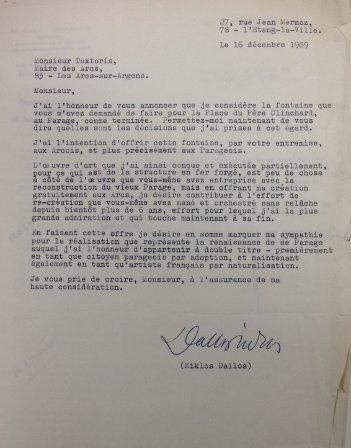 27, rue Jean Mermoz,
78 - l'Etang-la-Ville.
le 16 décembre 1969
Monsieur Textoris,
Maire des Arcs,
83 - Les Arcs-sur-Argens.
Monsieur,
J'ai l'honneur de vous annoncer que je considère la fontaine que
vous m'avez demandé de faire pour la Place du Père Clinchard,
au Parage, comme terminée. Permettez-moi maintenant de vous
dire quelles sont les décisions que j'ai prises à cet égard.
J'ai l'intention d'offrir cette fontaine, par votre entremise,
aux Arcois, et plus précisément aux Parageois.
L'œuvre d'art que j'ai ainsi conçue et exécutée partiellement,
pour ce qui est de la structure en fer forgé, est peu de chose
à côté de l'œuvre que vous-même avez entreprise avec la
reconstruction du vieux Parage, mais en offrant ma création
gratuitement aux Arcs, je désire contribuer à l'effort de
re-création que vous-même avez mené et orchestré sans relâche
depuis bientôt plus de 6 ans, effort pour lequel j'ai la plus
grande admiration et qui touche maintenant à sa fin.
En faisant cette offre je désire en somme marquer ma sympathie
pour la réalisation que représente la renaissance de ce Parage
auquel j'ai l'honneur d'appartenir à double titre - premièrement
en tant que citoyen parageois par adoption, et maintenant
également en tant qu'artiste français par naturalisation.
Je vous prie de croire, Monsieur, à l'assurance de ma
haute considération.
(Miklos Dallos)